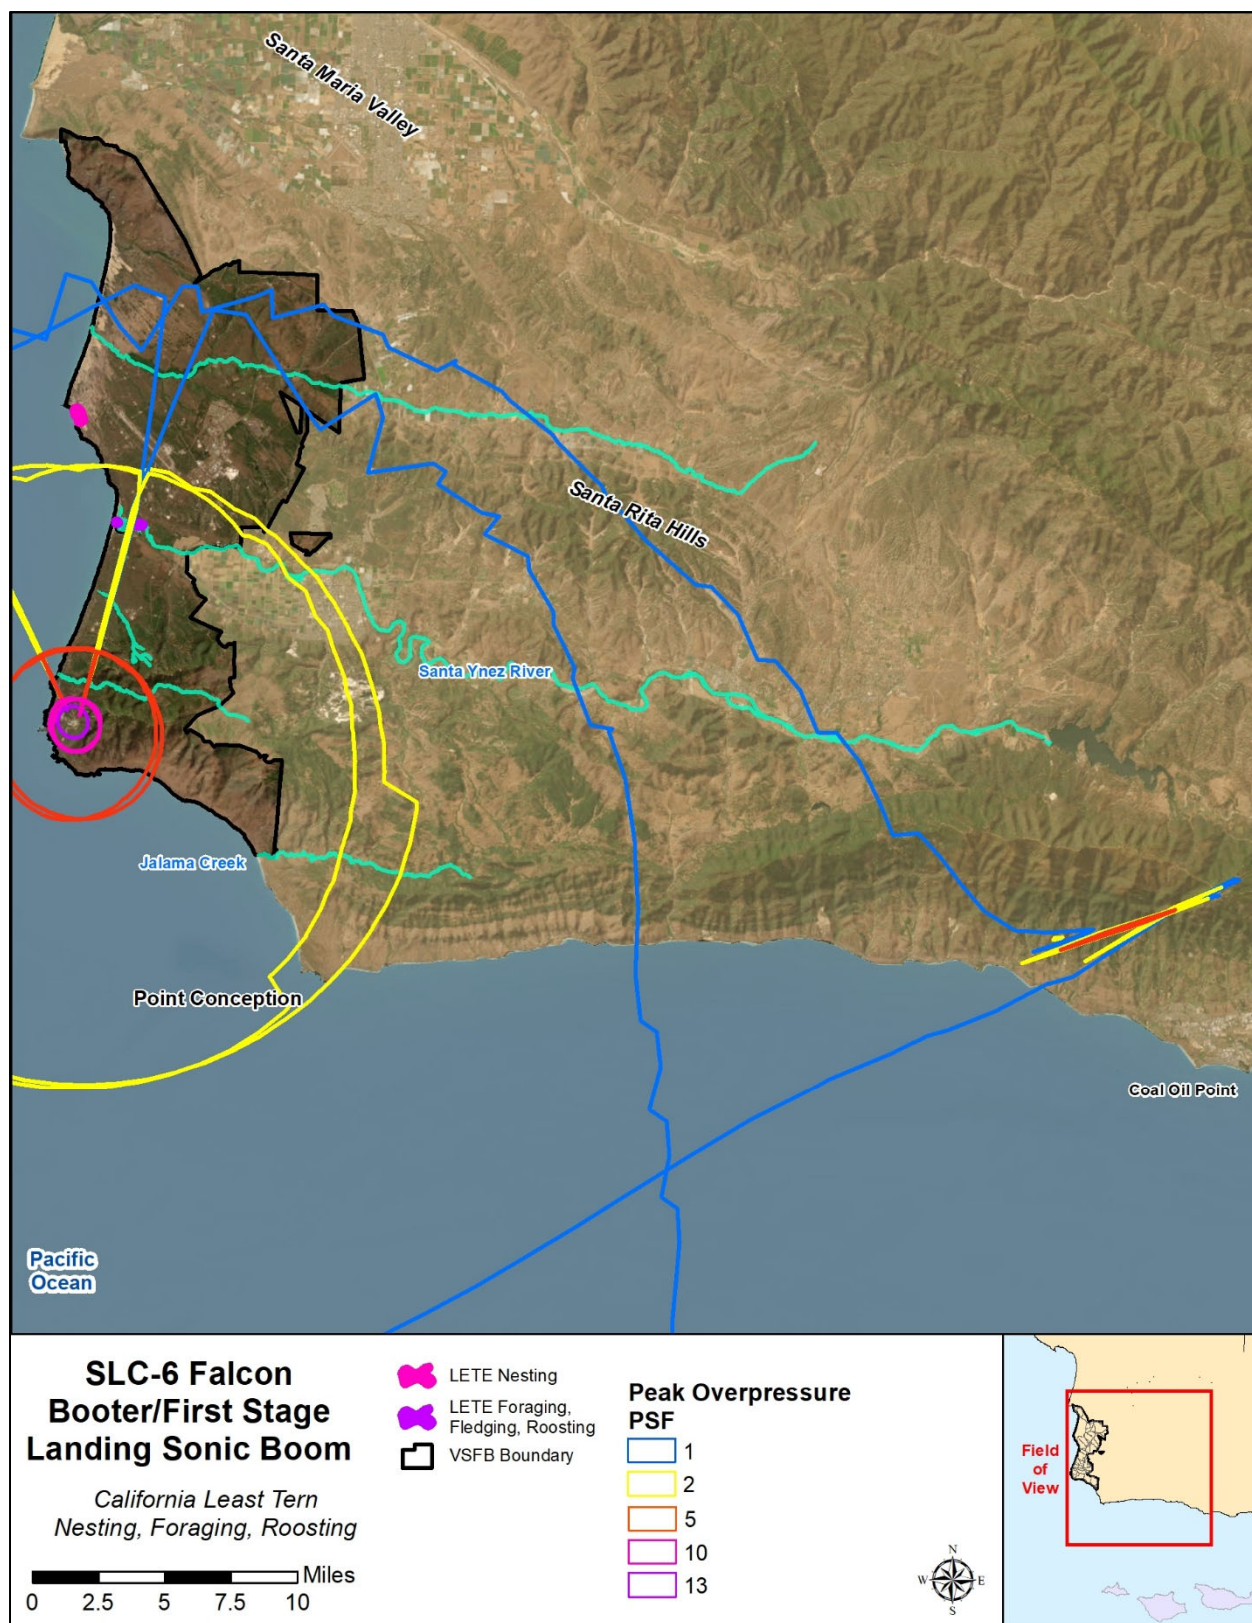 Santa Maria Valley
Santa Rita Hills
Santa Ynez River
Jalama Creek
Point Conception
Coal Oil Point
Pacific
Ocean
SLC-6 Falcon
Booter/First Stage
Landing Sonic Boom
California Least Tern
Nesting, Foraging, Roosting
Miles
0 2.5 5 7.5 10
LETE Nesting
LETE Foraging,
Fledging, Roosting
VSFB Boundary
Peak Overpressure
PSF
1
2
5
10
13
N
W E
S
Field
of
View